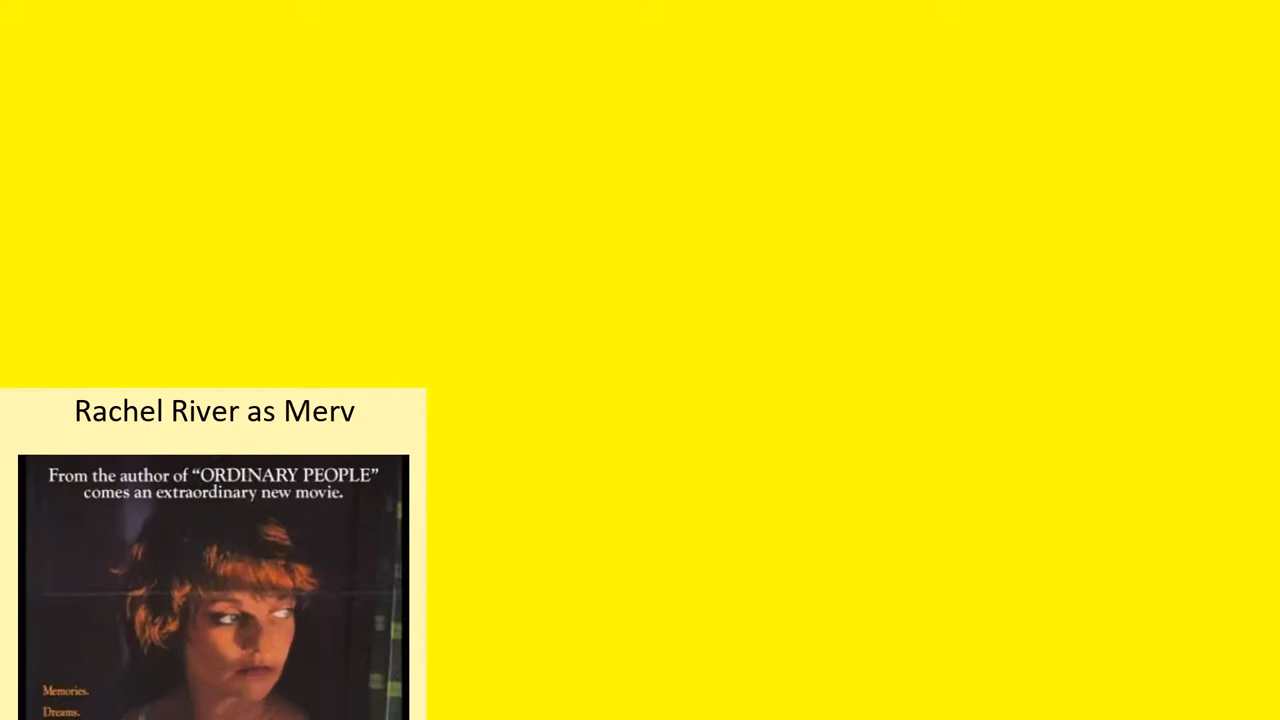 Rachel River as Merv
From the author of “ORDINARY PEOPLE”
comes an extraordinary new movie.
Memories.
Dreams.